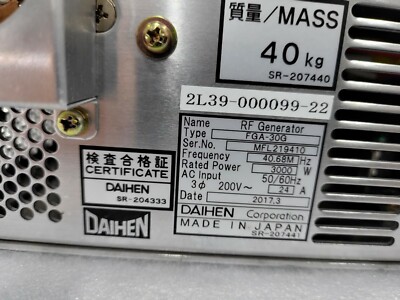 質量/MASS
40 kg
SR-207440
2L39-000099-22
Name RF Generator
Type FGA-30G
Ser.No. MFL219410
Frequency 40.68M Hz
Rated Power 3000 W
AC Input 50/60Hz
3φ 200V~ 24 A
Date 2017,3
DAIHEN Corporation
MADE IN JAPAN
SR-207441
検査合格証
CERTIFICATE
DAIHEN
SR-204333
DAIHEN